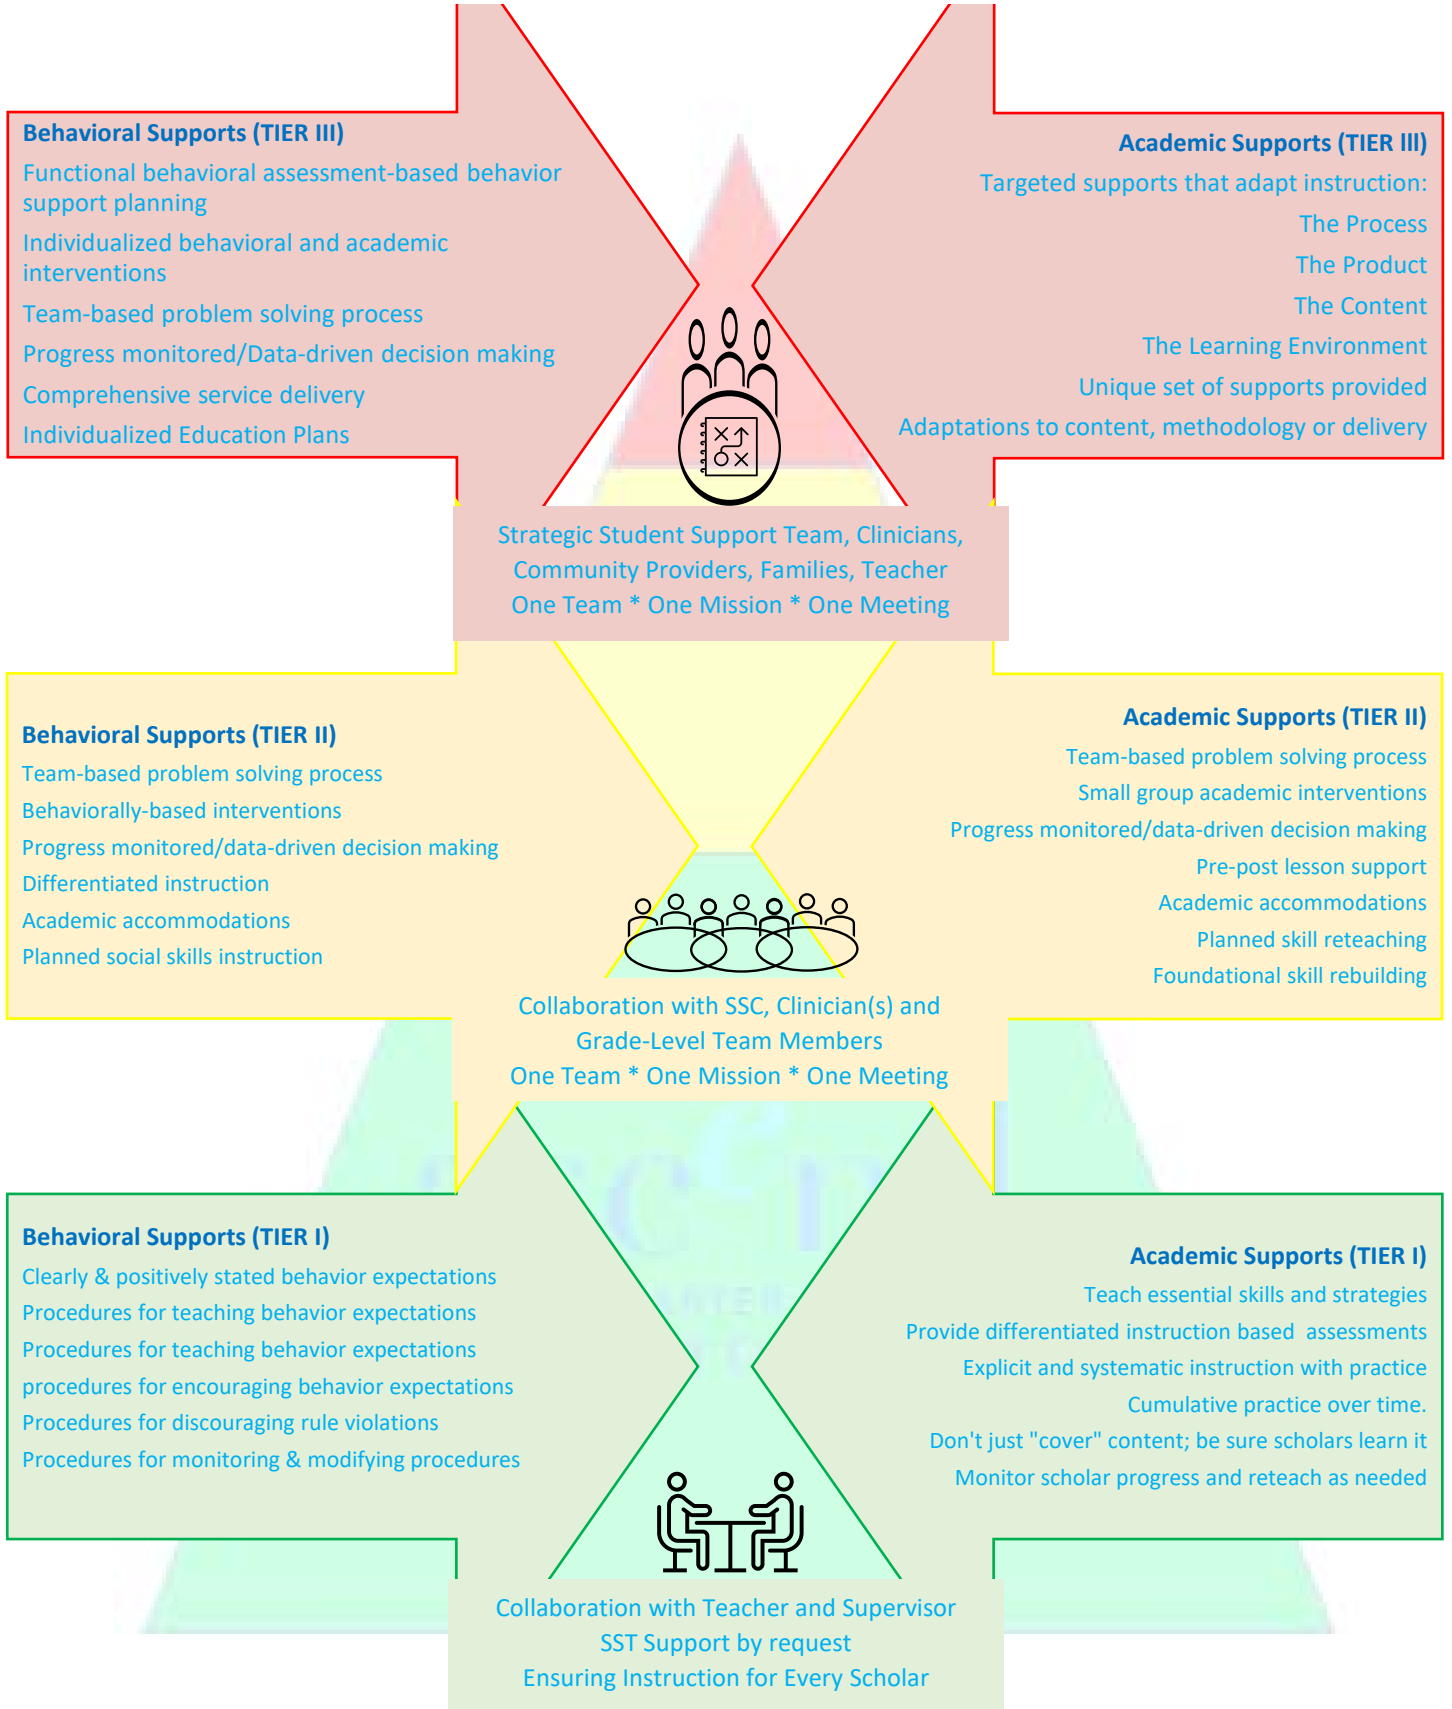 Behavioral Supports (TIER III)
Functional behavioral assessment-based behavior
support planning
Individualized behavioral and academic
interventions
Team-based problem solving process
Progress monitored/Data-driven decision making
Comprehensive service delivery
Individualized Education Plans
Academic Supports (TIER lll)
Targeted supports that adapt instruction:
The Process
The Product
The Content
The Learning Environment
Unique set of supports provided
Adaptations to content, methodology or delivery
Strategic Student Support Team, Clinicians,
Community Providers, Families, Teacher
One Team * One Mission * One Meeting
Behavioral Supports (TIER II)
Team-based problem solving process
Behaviorally-based interventions
Progress monitored/data-driven decision making
Differentiated instruction
Academic accommodations
Planned social skills instruction
Academic Supports (TIER II)
Team-based problem solving process
Small group academic interventions
Progress monitored/data-driven decision making
Pre-post lesson support
Academic accommodations
Planned skill reteaching
Foundational skill rebuilding
Collaboration with SSC, Clinician(s) and
Grade-Level Team Members
One Team * One Mission * One Meeting
Behavioral Supports (TIER I)
Clearly & positively stated behavior expectations
Procedures for teaching behavior expectations
Procedures for teaching behavior expectations
procedures for encouraging behavior expectations
Procedures for discouraging rule violations
Procedures for monitoring & modifying procedures
Academic Supports (TIER I)
Teach essential skills and strategies
Provide differentiated instruction based  assessments
Explicit and systematic instruction with practice
Cumulative practice over time.
Don't just "cover" content; be sure scholars learn it
Monitor scholar progress and reteach as needed
Collaboration with Teacher and Supervisor
SST Support by request
Ensuring Instruction for Every Scholar